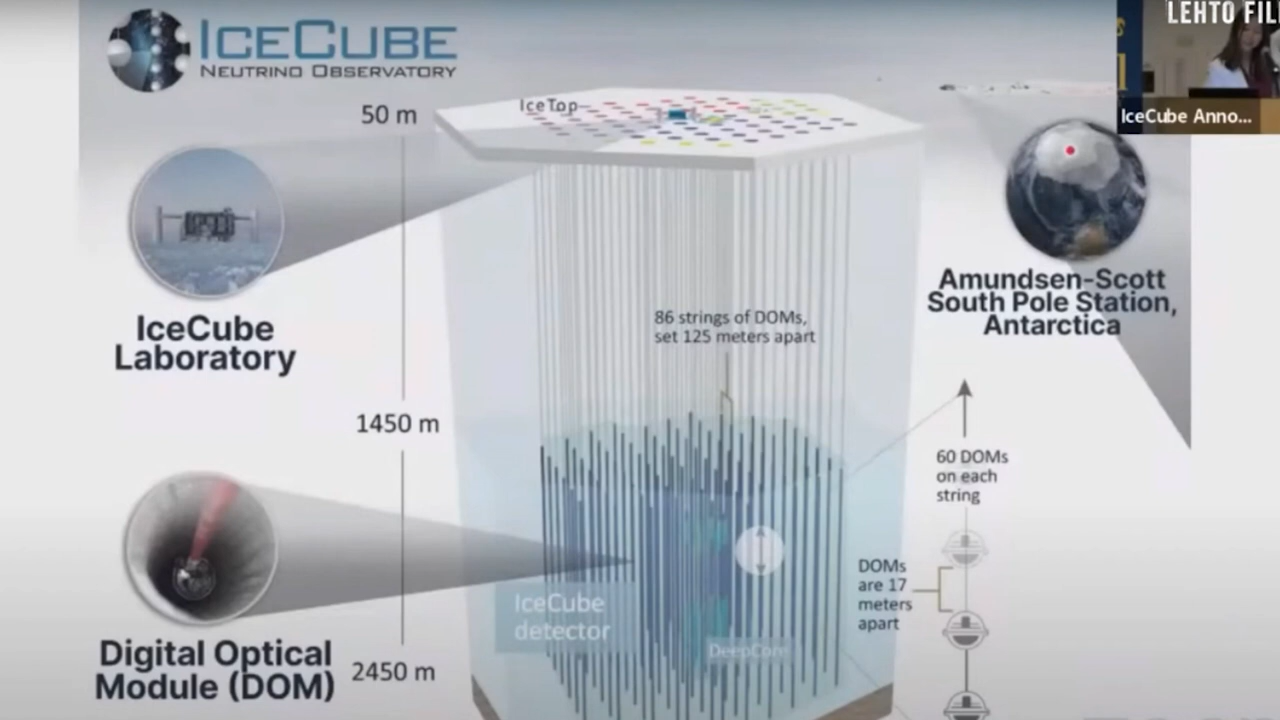 LEHTO FIL
ICECUBE
NEUTRINO OBSERVATORY
IceCube Anno...
50 m
IceTop
IceCube
Laboratory
Amundsen-Scott
South Pole Station,
Antarctica
86 strings of DOMs,
set 125 meters apart
1450 m
60 DOMs
on each
string
DOMs
are 17
meters
apart
IceCube
detector
DeepCore
Digital Optical
Module (DOM)
2450 m